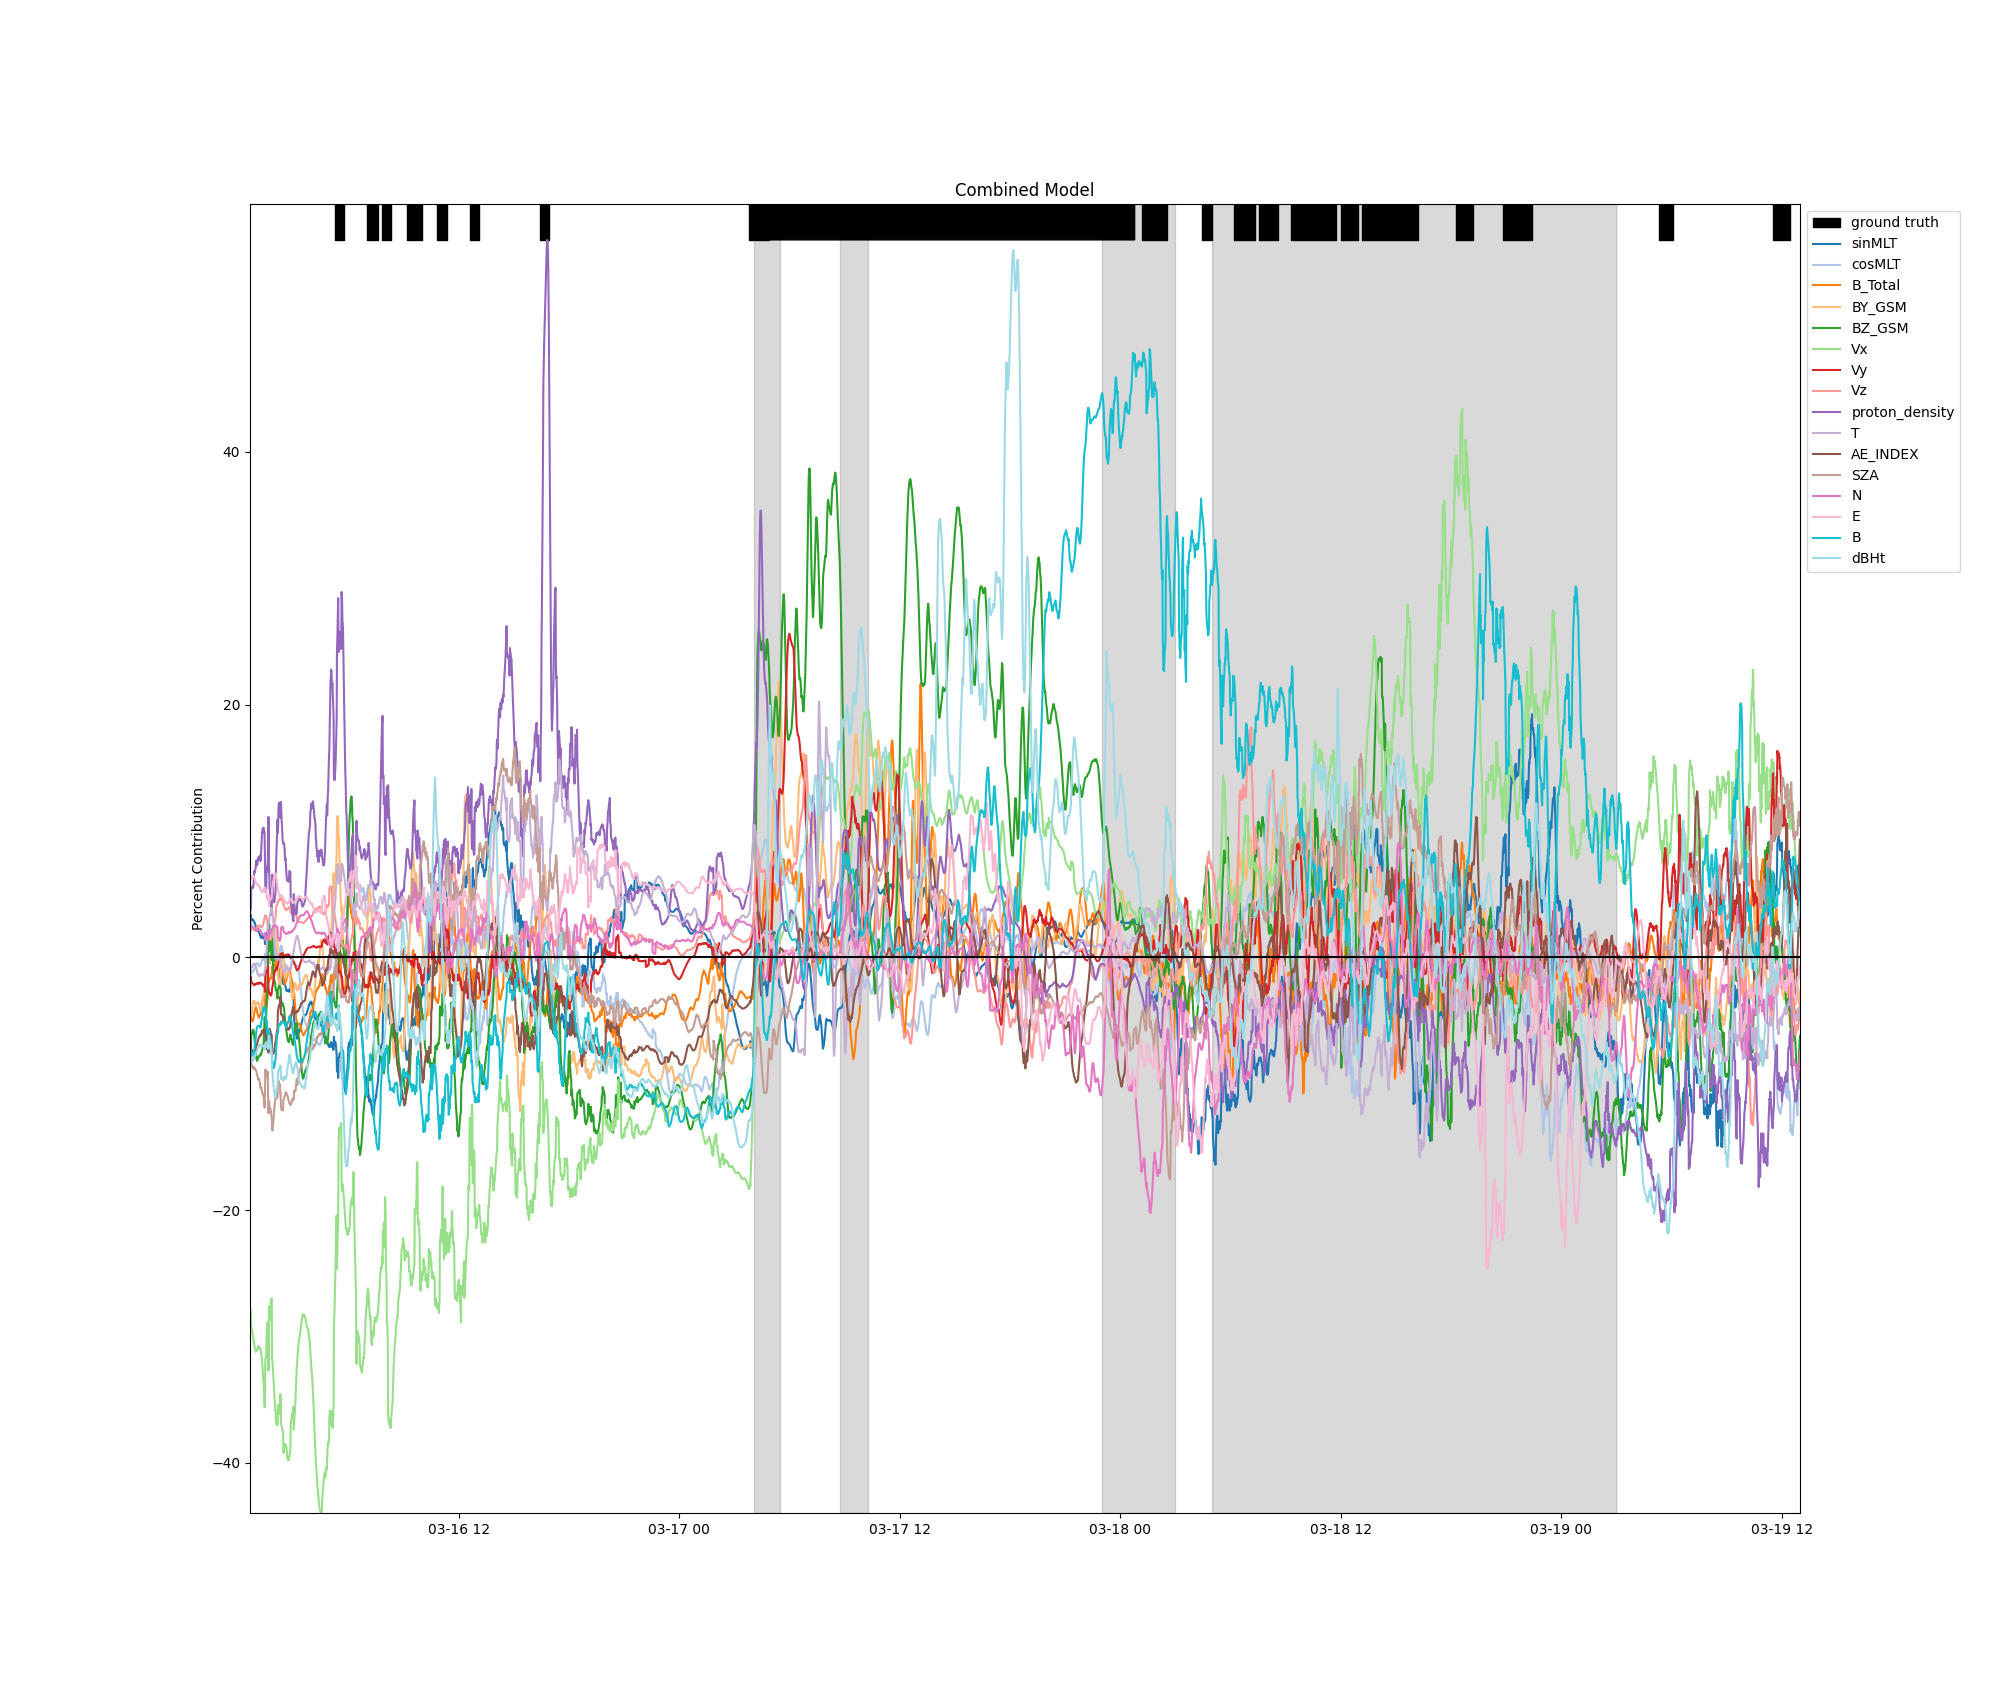 Combined Model
ground truth
sinMLT
cosMLT
B_Total
BY_GSM
BZ_GSM
Vx
Vy
Vz
proton_density
T
AE_INDEX
SZA
N
E
B
dBHt
Percent Contribution
40
20
0
−20
−40
03-16 12
03-17 00
03-17 12
03-18 00
03-18 12
03-19 00
03-19 12